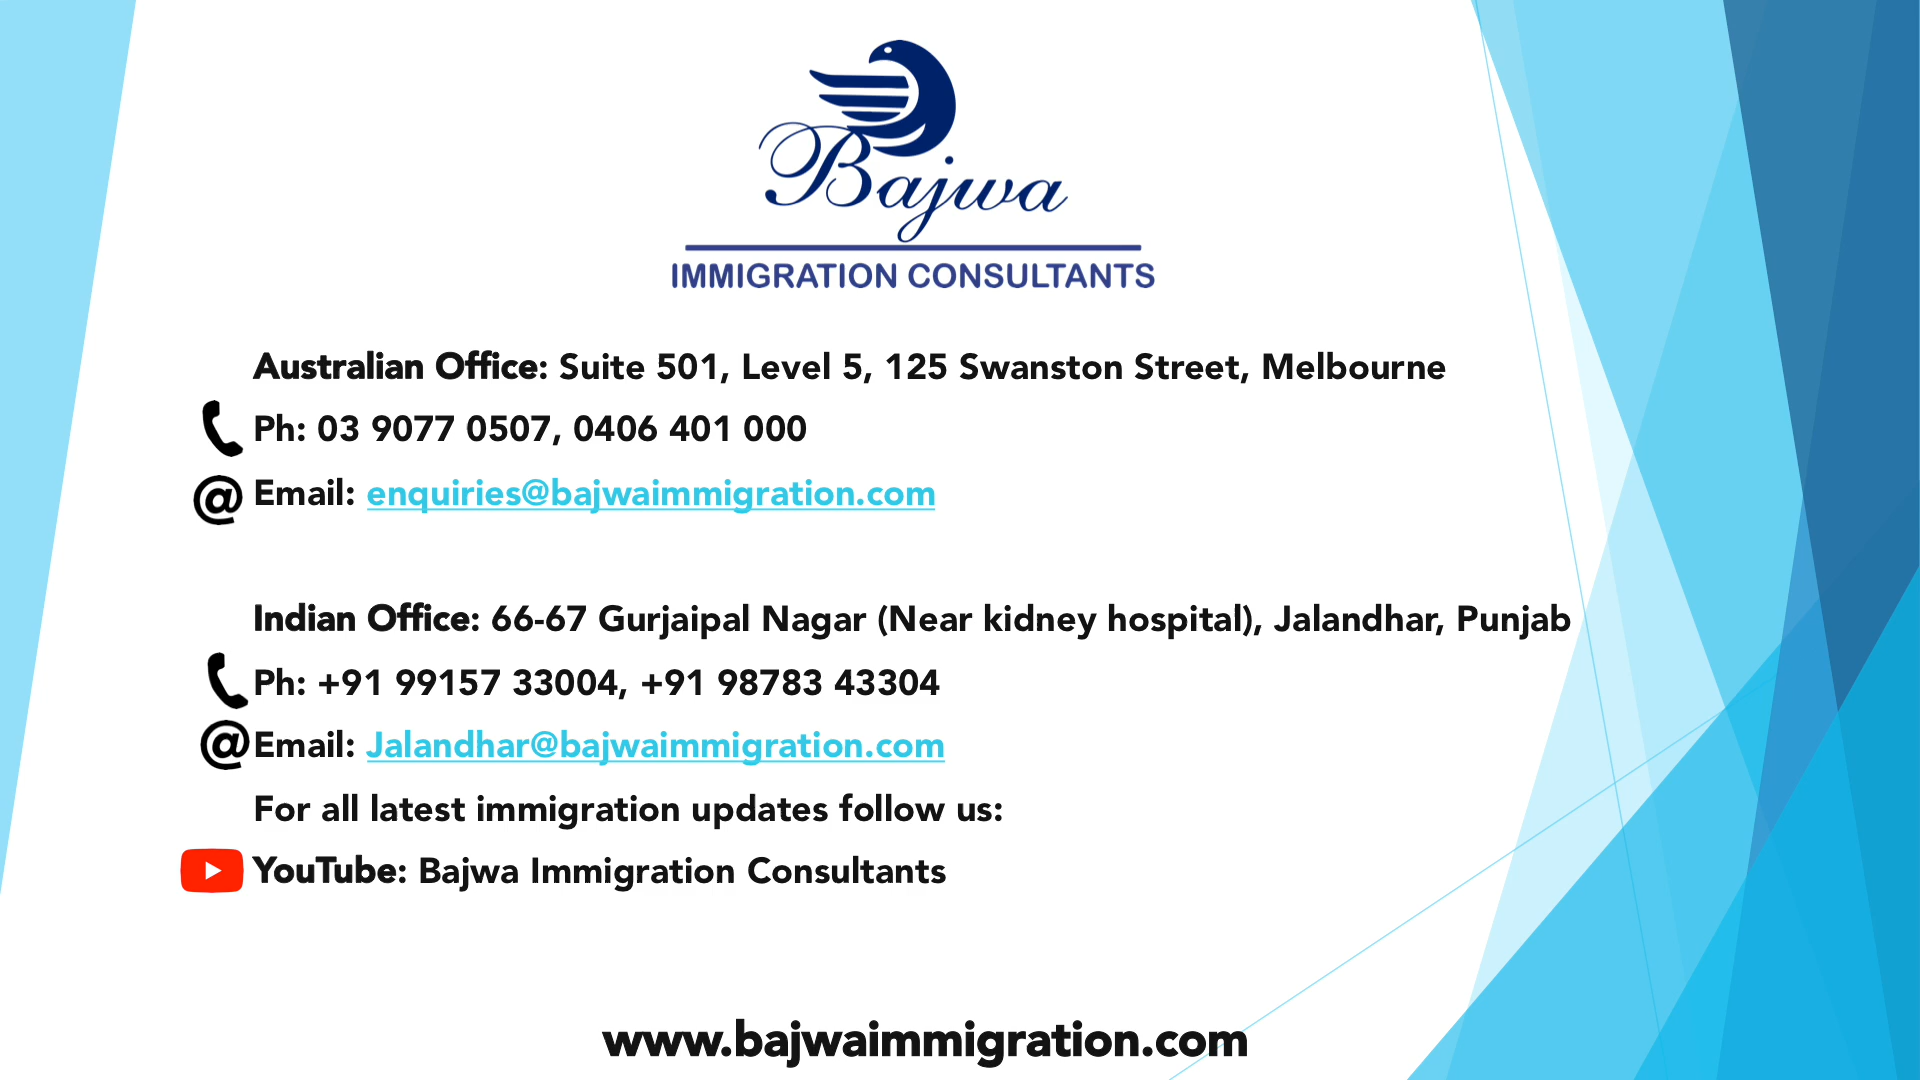 Bajwa
IMMIGRATION CONSULTANTS
Australian Office: Suite 501, Level 5, 125 Swanston Street, Melbourne
Ph: 03 9077 0507, 0406 401 000
@ Email: enquiries@bajwaimmigration.com
Indian Office: 66-67 Gurjaipal Nagar (Near kidney hospital), Jalandhar, Punjab
Ph: +91 99157 33004, +91 98783 43304
@ Email: Jalandhar@bajwaimmigration.com
For all latest immigration updates follow us:
YouTube: Bajwa Immigration Consultants
www.bajwaimmigration.com